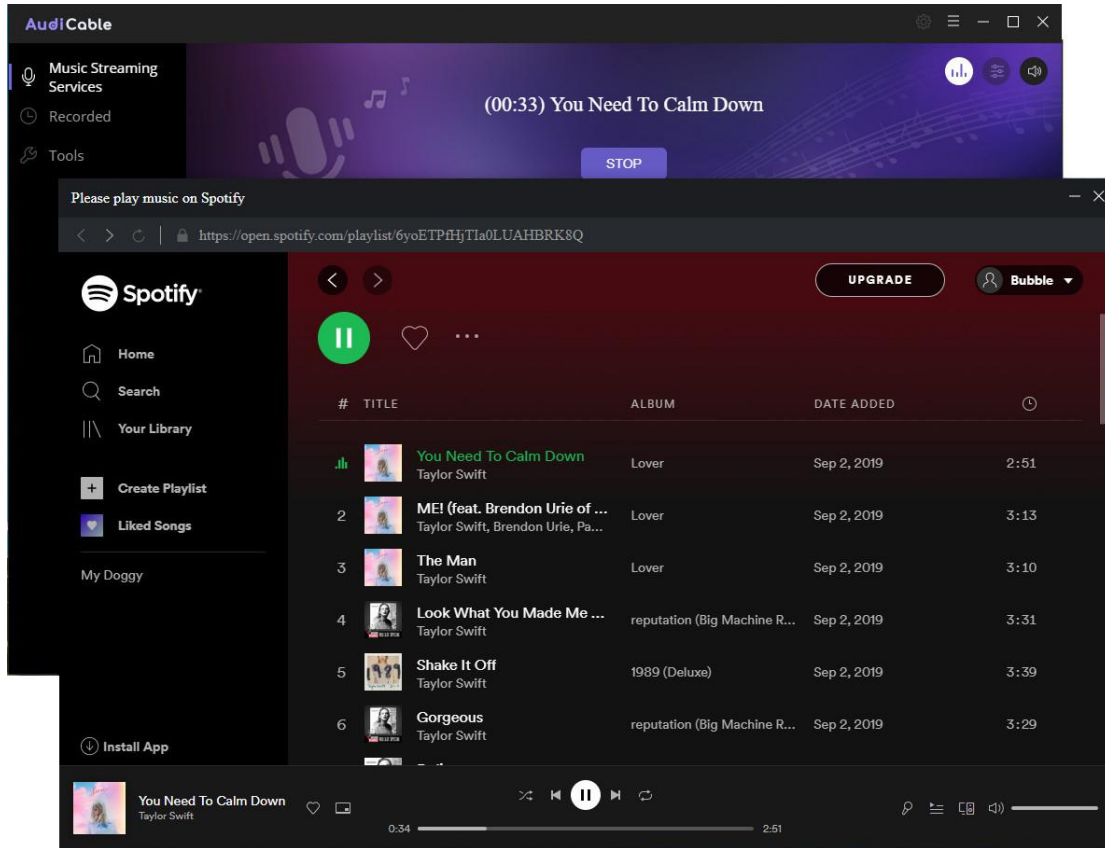 AudiCable
Music Streaming
Services
Recorded
Tools
(00:33) You Need To Calm Down
STOP
Please play music on Spotify
https://open.spotify.com/playlist/6yoETPfHjTIa0LUAHBRK8Q
Spotify
UPGRADE
Bubble
Home
Search
Your Library
Create Playlist
Liked Songs
My Doggy
Install App
# TITLE ALBUM DATE ADDED
You Need To Calm Down
Taylor Swift
Lover Sep 2, 2019 2:51
2 ME! (feat. Brendon Urie of ...
Taylor Swift, Brendon Urie, Pa...
Lover Sep 2, 2019 3:13
3 The Man
Taylor Swift
Lover Sep 2, 2019 3:10
4 Look What You Made Me ...
Taylor Swift
reputation (Big Machine R... Sep 2, 2019 3:31
5 Shake It Off
Taylor Swift
1989 (Deluxe) Sep 2, 2019 3:39
6 Gorgeous
Taylor Swift
reputation (Big Machine R... Sep 2, 2019 3:29
You Need To Calm Down
Taylor Swift
0:34 2:51